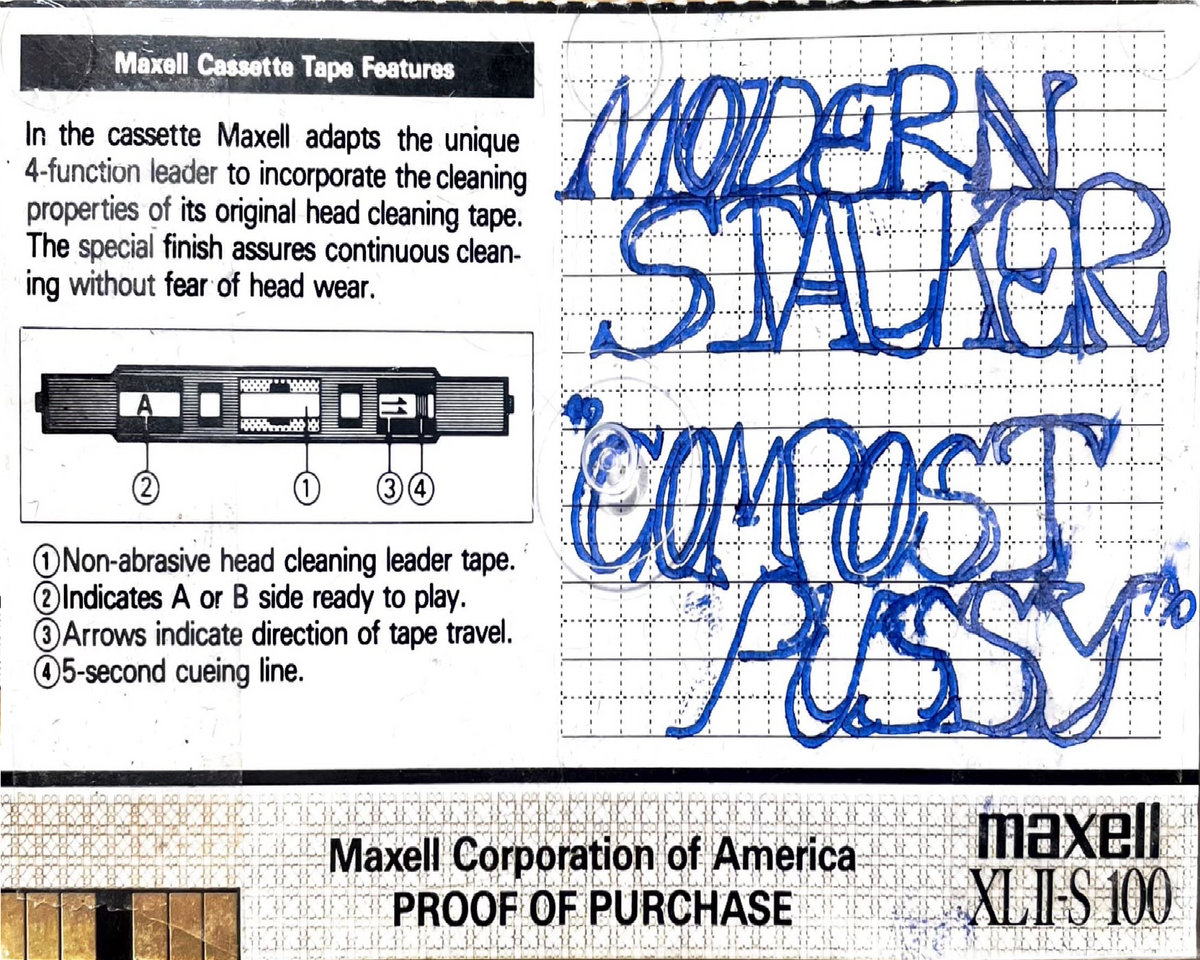 Maxell Cassette Tape Features
In the cassette Maxell adapts the unique
4-function leader to incorporate the cleaning
properties of its original head cleaning tape.
The special finish assures continuous clean-
ing without fear of head wear.
A
② ① ③ ④
①Non-abrasive head cleaning leader tape.
②Indicates A or B side ready to play.
③Arrows indicate direction of tape travel.
④5-second cueing line.
MODERN
STALKER
"COMPOST
PUSSY"
Maxell Corporation of America
PROOF OF PURCHASE
maxell
XLII-S 100